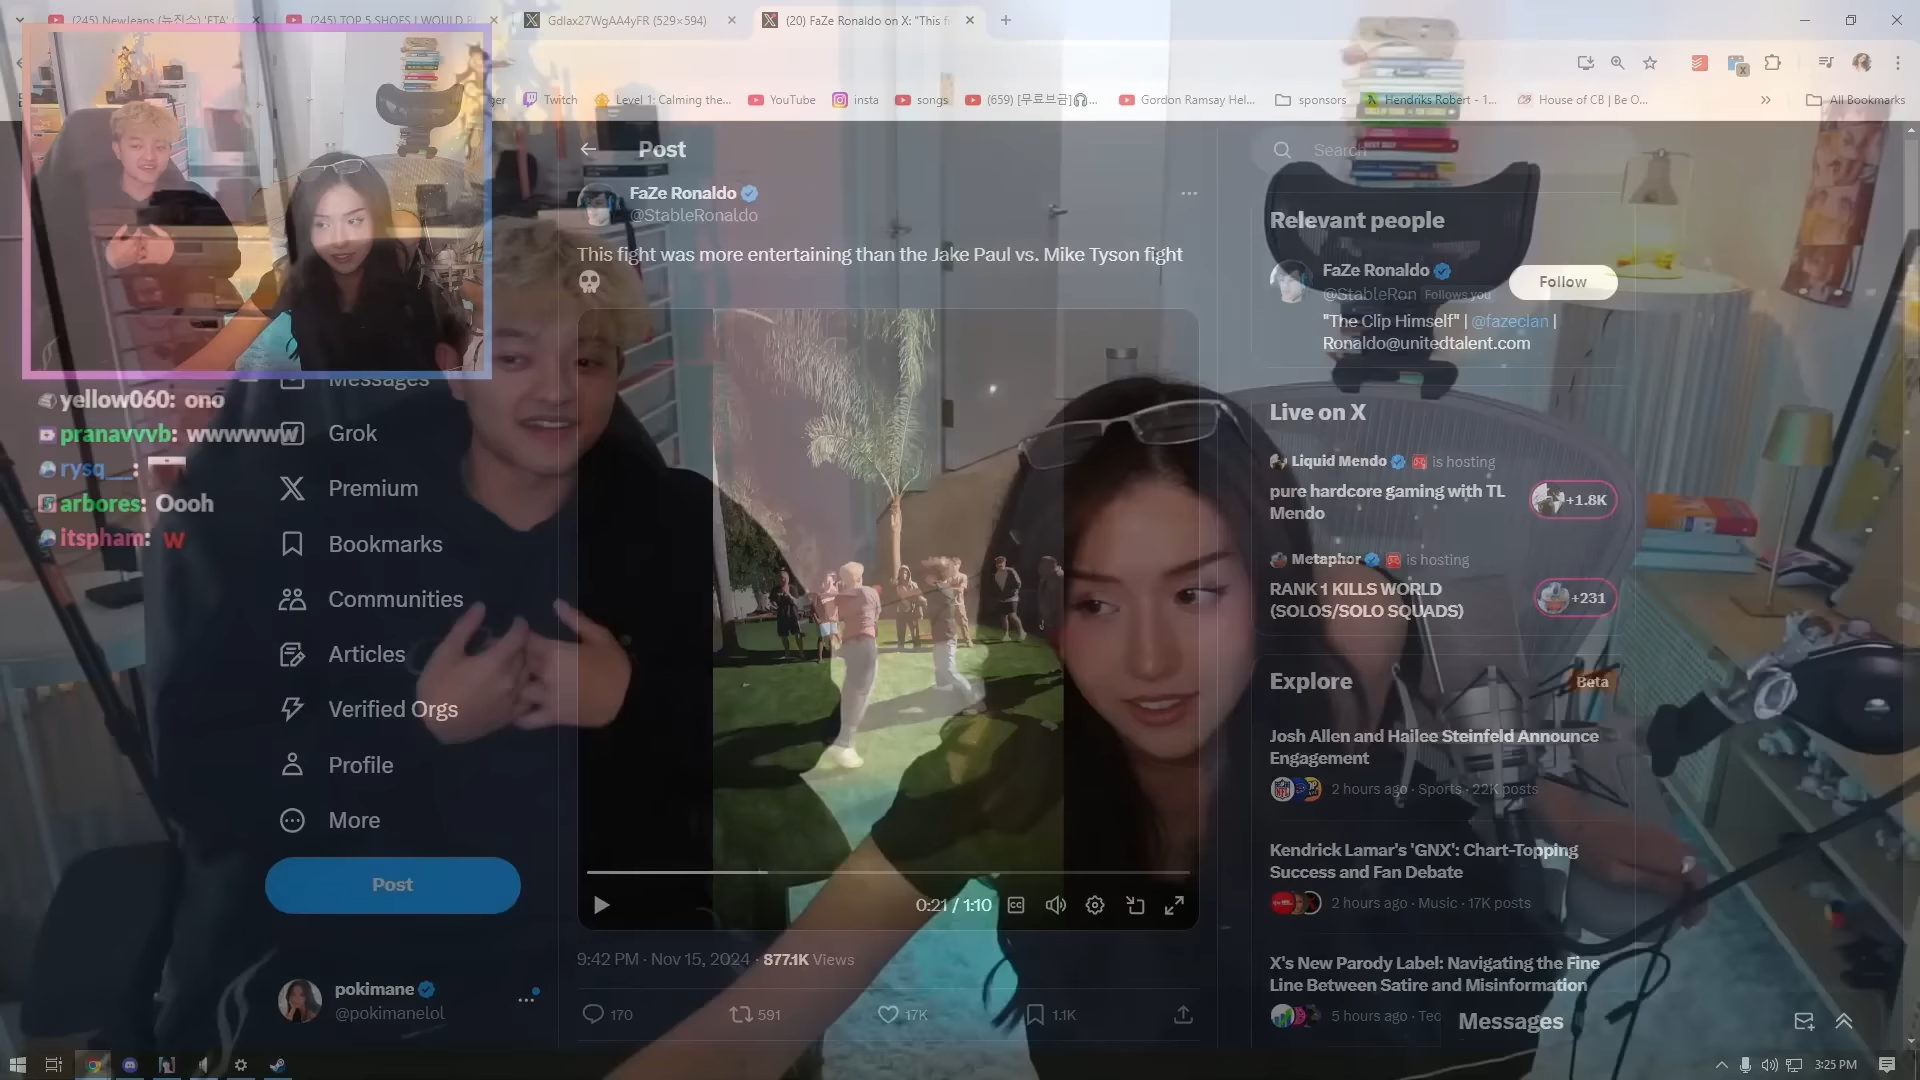 (245) NewJeans (뉴진스) 'ETA'
(245) TOP 5 SHOES I WOULD B
Gdlax27WgAA4yFR (529×594)
(20) FaZe Ronaldo on X: "This f
ger
Twitch
Level 1: Calming the...
YouTube
insta
songs
(659) [무료브금]🎧...
Gordon Ramsay Hel...
sponsors
Hendriks Robert - 1...
House of CB | Be O...
All Bookmarks
yellow060: ono
pranavvvb: wwwwww
rysq__:
arbores: Oooh
itspham: W
Messages
Grok
Premium
Bookmarks
Communities
Articles
Verified Orgs
Profile
More
Post
pokimane
@pokimanelol
Post
FaZe Ronaldo
@StableRonaldo
This fight was more entertaining than the Jake Paul vs. Mike Tyson fight
💀
0:21 / 1:10
CC
9:42 PM · Nov 15, 2024 · 877.1K Views
170
591
17K
1.1K
Search
Relevant people
FaZe Ronaldo
@StableRon Follows you
Follow
"The Clip Himself" | @fazeclan |
Ronaldo@unitedtalent.com
Live on X
Liquid Mendo is hosting
pure hardcore gaming with TL
Mendo
+1.8K
Metaphor is hosting
RANK 1 KILLS WORLD
(SOLOS/SOLO SQUADS)
+231
Explore
Beta
Josh Allen and Hailee Steinfeld Announce
Engagement
2 hours ago · Sports · 22K posts
Kendrick Lamar's 'GNX': Chart-Topping
Success and Fan Debate
2 hours ago · Music · 17K posts
X's New Parody Label: Navigating the Fine
Line Between Satire and Misinformation
5 hours ago · Tec
Messages
3:25 PM